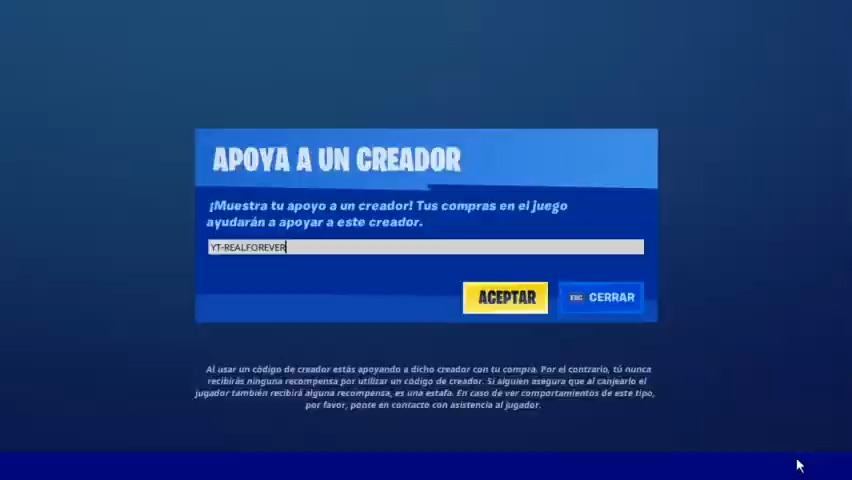 APOYA A UN CREADOR
¡Muestra tu apoyo a un creador! Tus compras en el juego
ayudarán a apoyar a este creador.
YT-REALFOREVER
ACEPTAR
ESC CERRAR
Al usar un código de creador estás apoyando a dicho creador con tu compra. Por el contrario, tú nunca
recibirás ninguna recompensa por utilizar un código de creador. Si alguien asegura que al canjearlo el
jugador también recibirá alguna recompensa, es una estafa. En caso de ver comportamientos de este tipo,
por favor, ponte en contacto con asistencia al jugador.